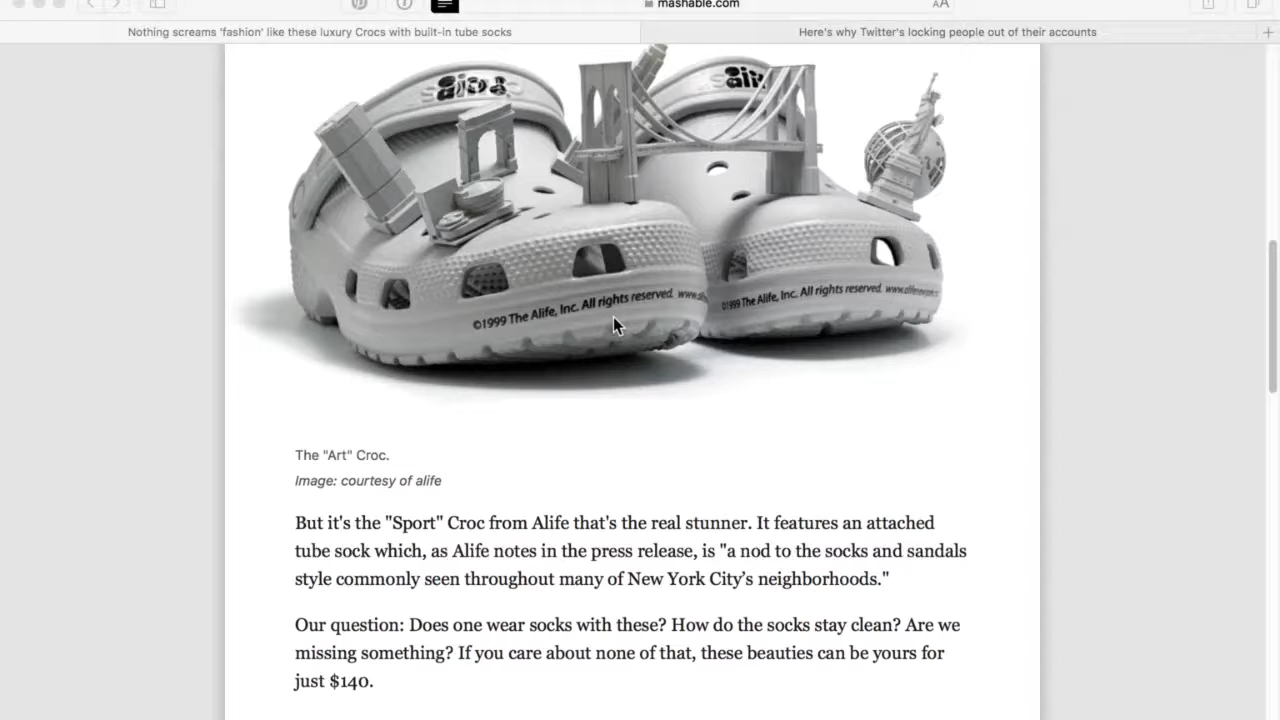 mashable.com
AA
Nothing screams 'fashion' like these luxury Crocs with built-in tube socks
Here's why Twitter's locking people out of their accounts
©1999 The Alife, Inc. All rights reserved.
©1999 The Alife, Inc. All rights reserved.
The "Art" Croc.
Image: courtesy of alife
But it's the "Sport" Croc from Alife that's the real stunner. It features an attached
tube sock which, as Alife notes in the press release, is "a nod to the socks and sandals
style commonly seen throughout many of New York City’s neighborhoods."
Our question: Does one wear socks with these? How do the socks stay clean? Are we
missing something? If you care about none of that, these beauties can be yours for
just $140.